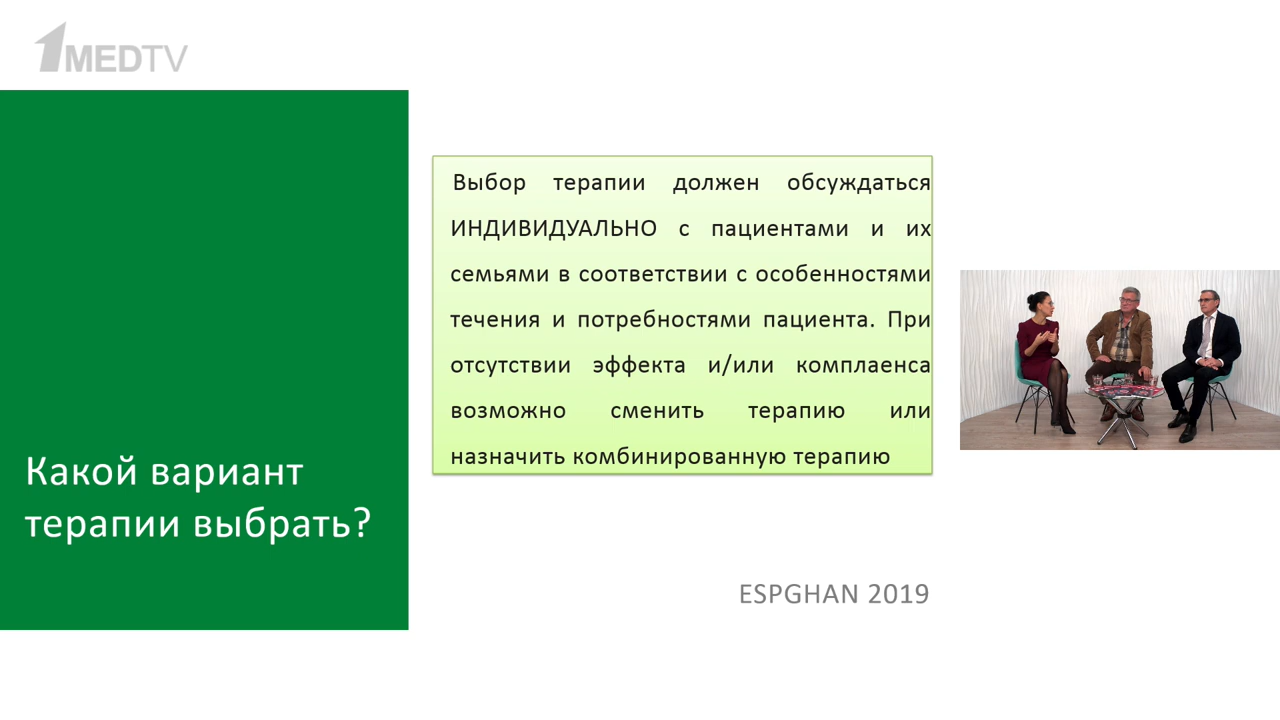 1MEDTV
Какой вариант
терапии выбрать?
Выбор терапии должен обсуждаться
ИНДИВИДУАЛЬНО с пациентами и их
семьями в соответствии с особенностями
течения и потребностями пациента. При
отсутствии эффекта и/или комплаенса
возможно сменить терапию или
назначить комбинированную терапию
ESPGHAN 2019